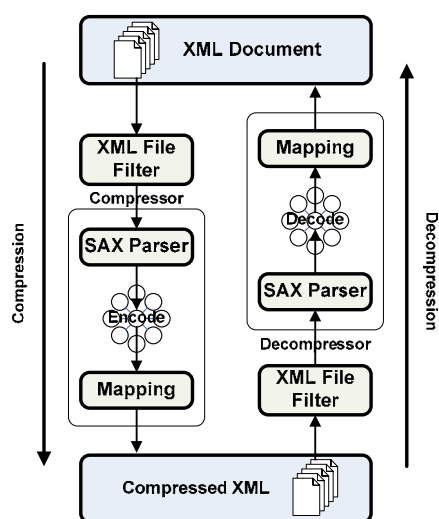 XML Document
XML File
Filter
Compressor
SAX Parser
Encode
Mapping
Compression
Mapping
Decode
SAX Parser
Decompressor
XML File
Filter
Decompression
Compressed XML